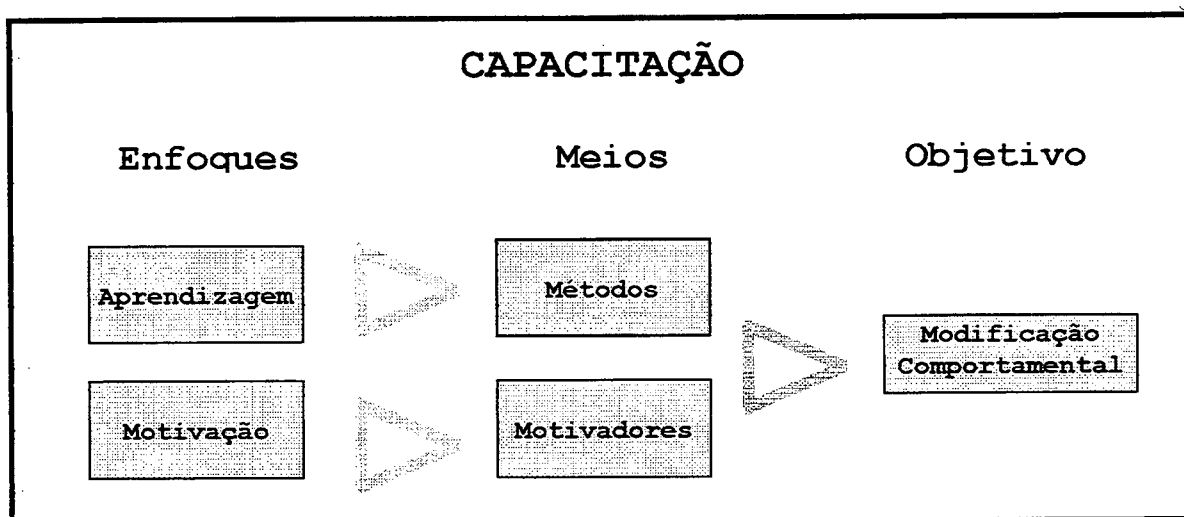 CAPACITAÇÃO
Enfoques Meios Objetivo
Aprendizagem Métodos
Modificação
Comportamental
Motivação Motivadores